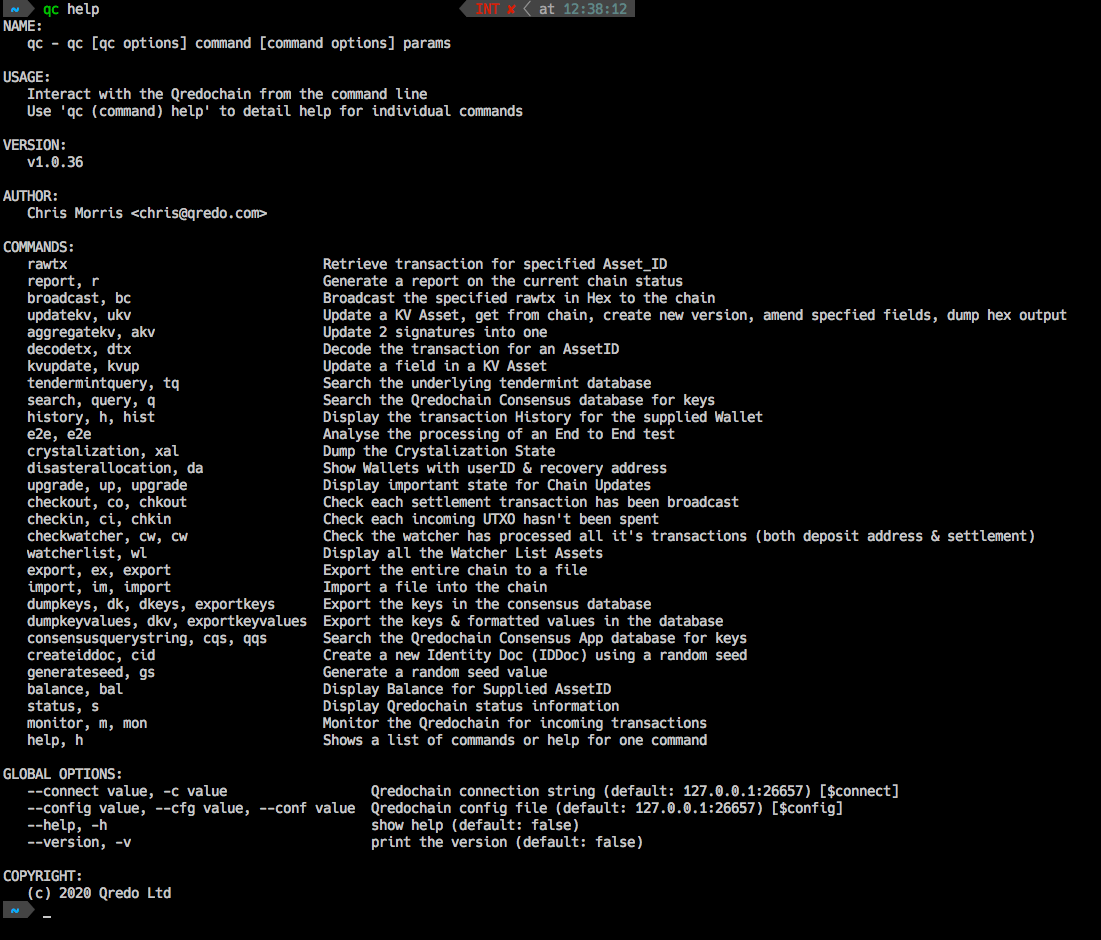 ~ qc help INT ✘ at 12:38:12
NAME:
qc - qc [qc options] command [command options] params
USAGE:
Interact with the Qredochain from the command line
Use 'qc (command) help' to detail help for individual commands
VERSION:
v1.0.36
AUTHOR:
Chris Morris <chris@qredo.com>
COMMANDS:
rawtx Retrieve transaction for specified Asset_ID
report, r Generate a report on the current chain status
broadcast, bc Broadcast the specified rawtx in Hex to the chain
updatekv, ukv Update a KV Asset, get from chain, create new version, amend specfied fields, dump hex output
aggregatekv, akv Update 2 signatures into one
decodetx, dtx Decode the transaction for an AssetID
kvupdate, kvup Update a field in a KV Asset
tendermintquery, tq Search the underlying tendermint database
search, query, q Search the Qredochain Consensus database for keys
history, h, hist Display the transaction History for the supplied Wallet
e2e, e2e Analyse the processing of an End to End test
crystalization, xal Dump the Crystalization State
disasterallocation, da Show Wallets with userID & recovery address
upgrade, up, upgrade Display important state for Chain Updates
checkout, co, chkout Check each settlement transaction has been broadcast
checkin, ci, chkin Check each incoming UTXO hasn't been spent
checkwatcher, cw, cw Check the watcher has processed all it's transactions (both deposit address & settlement)
watcherlist, wl Display all the Watcher List Assets
export, ex, export Export the entire chain to a file
import, im, import Import a file into the chain
dumpkeys, dk, dkeys, exportkeys Export the keys in the consensus database
dumpkeyvalues, dkv, exportkeyvalues Export the keys & formatted values in the database
consensusquerystring, cqs, qqs Search the Qredochain Consensus App database for keys
createiddoc, cid Create a new Identity Doc (IDDoc) using a random seed
generateseed, gs Generate a random seed value
balance, bal Display Balance for Supplied AssetID
status, s Display Qredochain status information
monitor, m, mon Monitor the Qredochain for incoming transactions
help, h Shows a list of commands or help for one command
GLOBAL OPTIONS:
--connect value, -c value Qredochain connection string (default: 127.0.0.1:26657) [$connect]
--config value, --cfg value, --conf value Qredochain config file (default: 127.0.0.1:26657) [$config]
--help, -h show help (default: false)
--version, -v print the version (default: false)
COPYRIGHT:
(c) 2020 Qredo Ltd
~ _